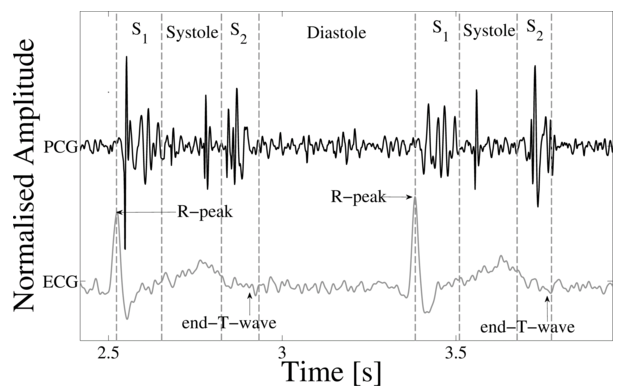 S1 Systole S2 Diastole S1 Systole S2
Normalised Amplitude
PCG
R−peak
R−peak
ECG
end−T−wave
end−T−wave
2.5 3 3.5
Time [s]